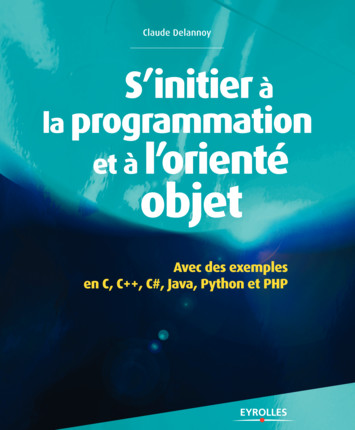 Claude Delannoy
S’initier à
la programmation
et à l’orienté
objet
Avec des exemples
en C, C++, C#, Java, Python et PHP
EYROLLES